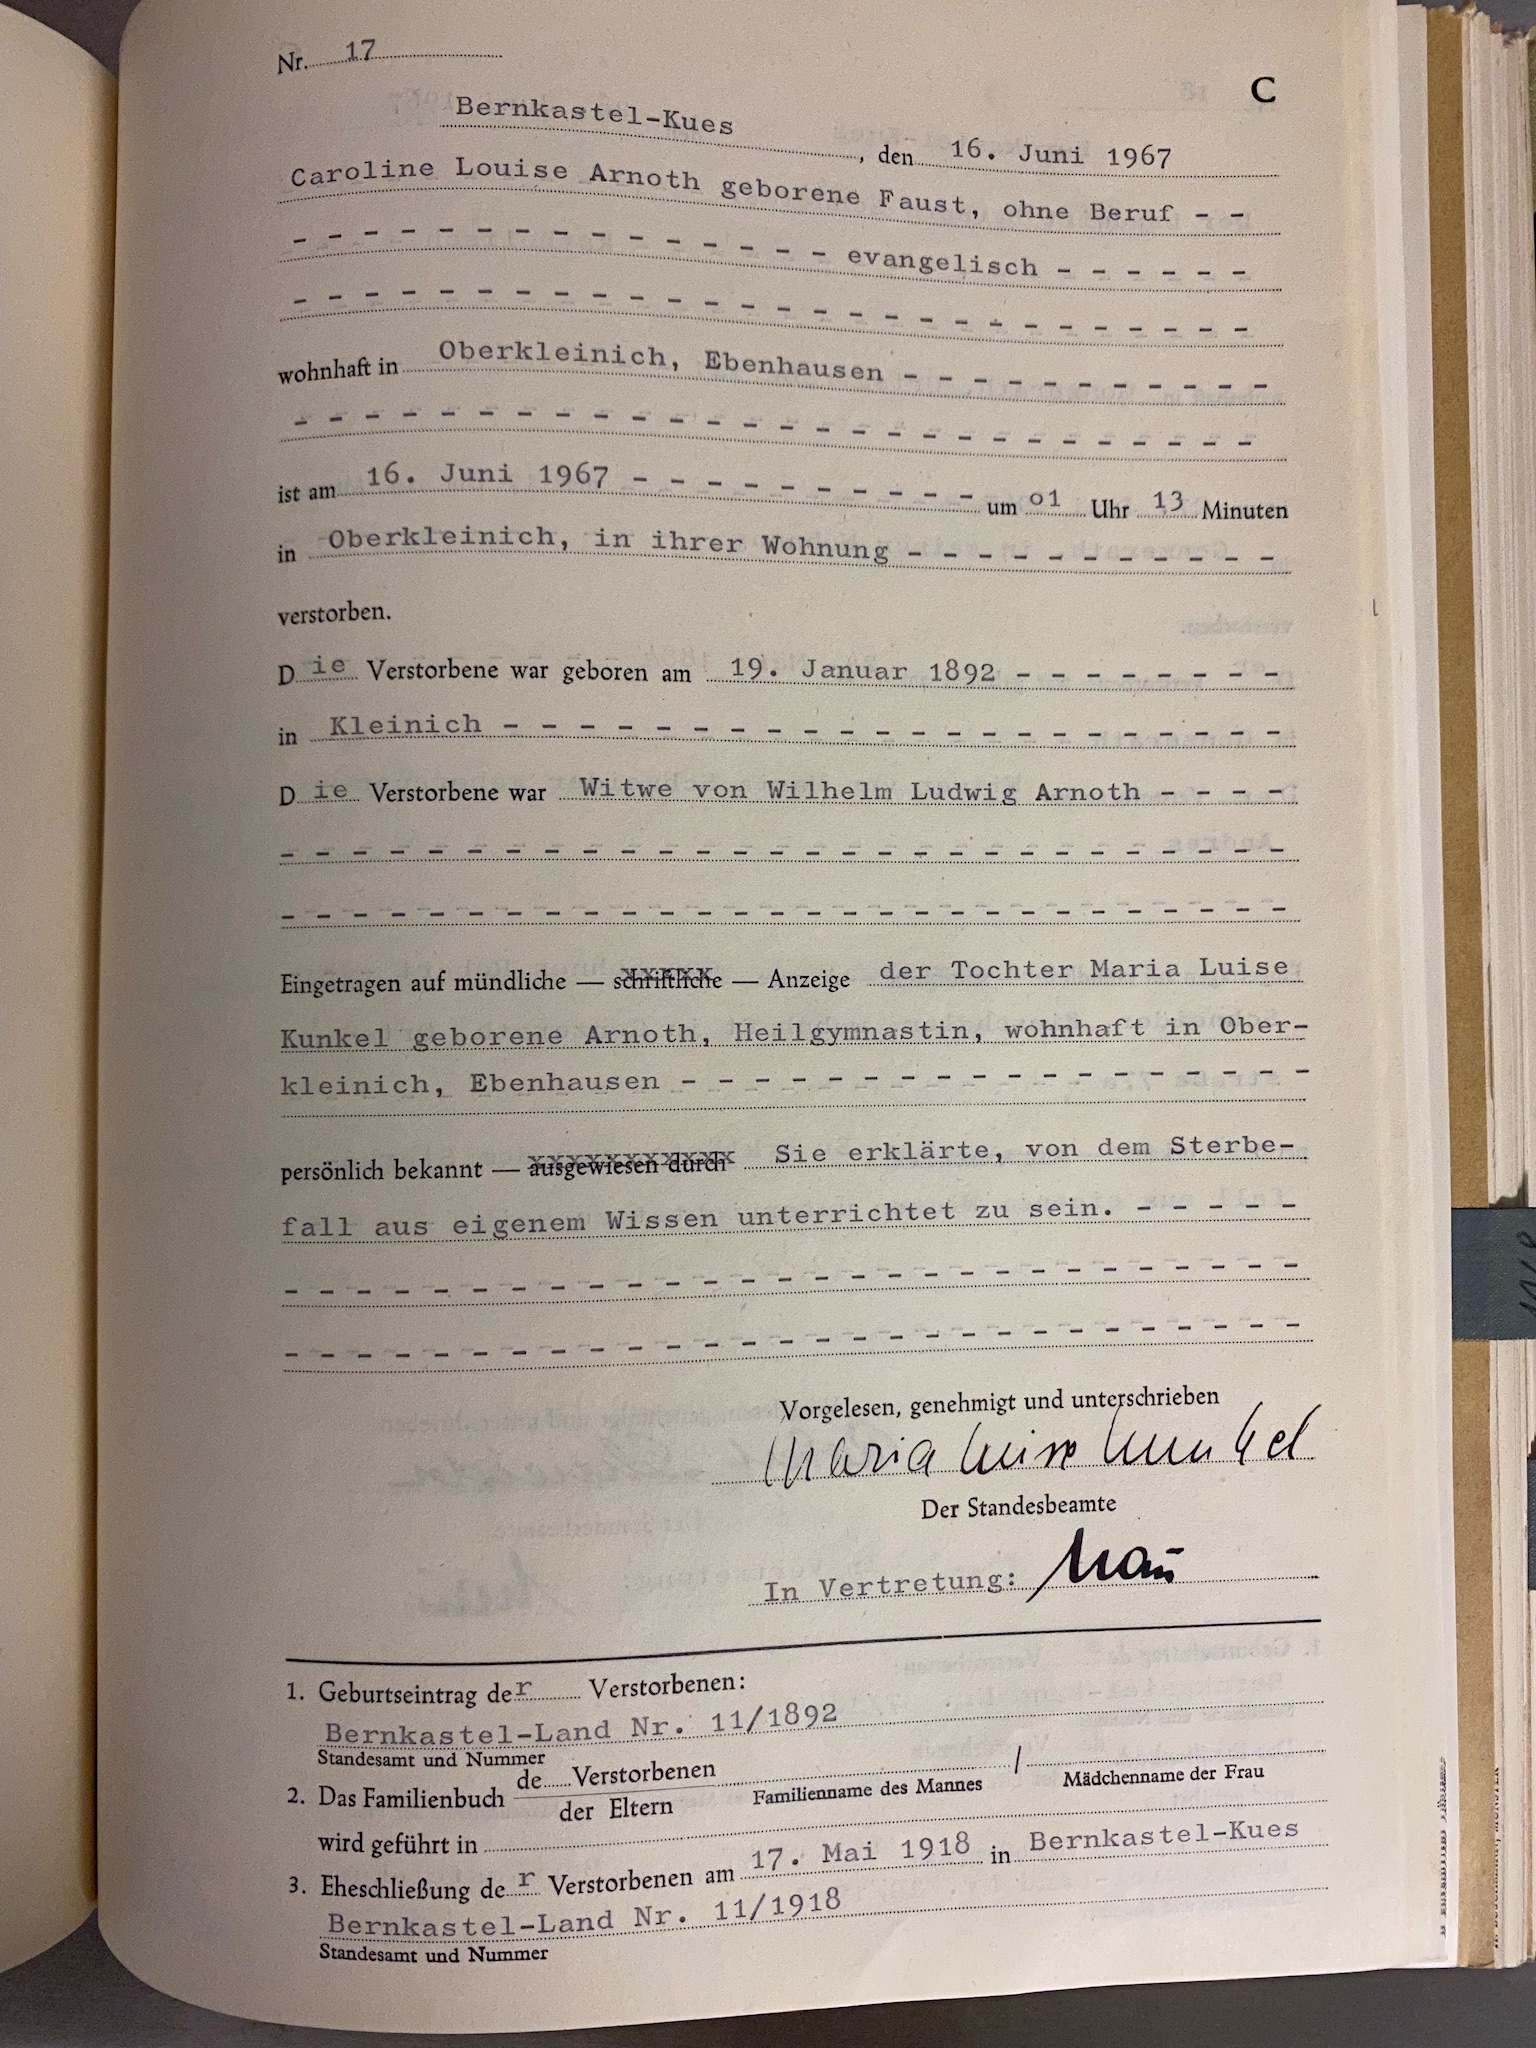 Nr. 17
C
Bernkastel-Kues, den 16. Juni 1967
Caroline Louise Arnoth geborene Faust, ohne Beruf - -
- - - - - - - - - - - - - - - evangelisch - - - - - -
- - - - - - - - - - - - - - - - - - - - - - - - - - -
wohnhaft in Oberkleinich, Ebenhausen - - - - - - - - - -
- - - - - - - - - - - - - - - - - - - - - - - - - - -
ist am 16. Juni 1967 - - - - - - - - - - um o1 Uhr 13 Minuten
in Oberkleinich, in ihrer Wohnung - - - - - - - - - -
verstorben.
Die Verstorbene war geboren am 19. Januar 1892 - - - - - - - -
in Kleinich - - - - - - - - - - - - - - - - - - - - -
Die Verstorbene war Witwe von Wilhelm Ludwig Arnoth - - - -
- - - - - - - - - - - - - - - - - - - - - - - - - - -
- - - - - - - - - - - - - - - - - - - - - - - - - - -
Eingetragen auf mündliche — schriftliche — Anzeige der Tochter Maria Luise
Kunkel geborene Arnoth, Heilgymnastin, wohnhaft in Ober-
kleinich, Ebenhausen - - - - - - - - - - - - - - - - -
persönlich bekannt — ausgewiesen durch Sie erklärte, von dem Sterbe-
fall aus eigenem Wissen unterrichtet zu sein. - - - - -
- - - - - - - - - - - - - - - - - - - - - - - - - - -
- - - - - - - - - - - - - - - - - - - - - - - - - - -
Vorgelesen, genehmigt und unterschrieben
Maria Luise Kunkel
Der Standesbeamte
In Vertretung:
1. Geburtseintrag der Verstorbenen:
Bernkastel-Land Nr. 11/1892
Standesamt und Nummer
2. Das Familienbuch de Verstorbenen / der Eltern
Familienname des Mannes / Mädchenname der Frau
wird geführt in
3. Eheschließung der Verstorbenen am 17. Mai 1918 in Bernkastel-Kues
Bernkastel-Land Nr. 11/1918
Standesamt und Nummer